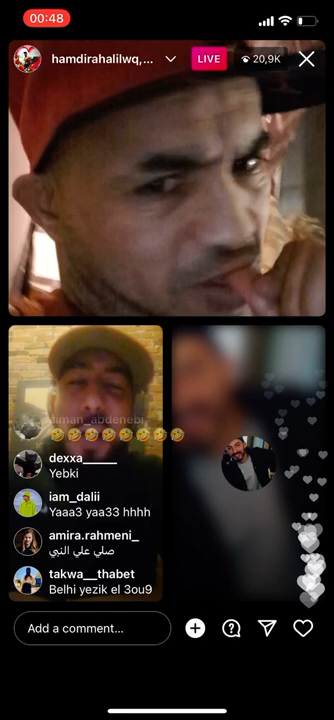 00:48
hamdirahalilwq,...
LIVE
20,9K
aiman_abdenebi
🤣🤣🤣🤣🤣🤣🤣🤣
dexxa_____
Yebki
iam_dalii
Yaaa3 yaa33 hhhh
amira.rahmeni_
صلي علي النبي
takwa__thabet
Belhi yezik el 3ou9
Add a comment...